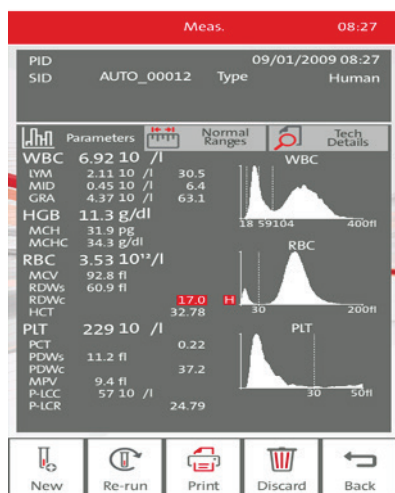 Meas. 08:27
PID 09/01/2009 08:27
SID AUTO_00012 Type Human
Parameters Normal Ranges Tech Details
WBC 6.92 10 /l
LYM 2.11 10 /l 30.5
MID 0.45 10 /l 6.4
GRA 4.37 10 /l 63.1
HGB 11.3 g/dl
MCH 31.9 pg
MCHC 34.3 g/dl
RBC 3.53 10¹²/l
MCV 92.8 fl
RDWs 60.9 fl
RDWc 17.0 H
HCT 32.78
PLT 229 10 /l
PCT 0.22
PDWs 11.2 fl
PDWc 37.2
MPV 9.4 fl
P-LCC 57 10 /l
P-LCR 24.79
WBC
18 59 104 400fl
RBC
30 200fl
PLT
30 50fl
New Re-run Print Discard Back